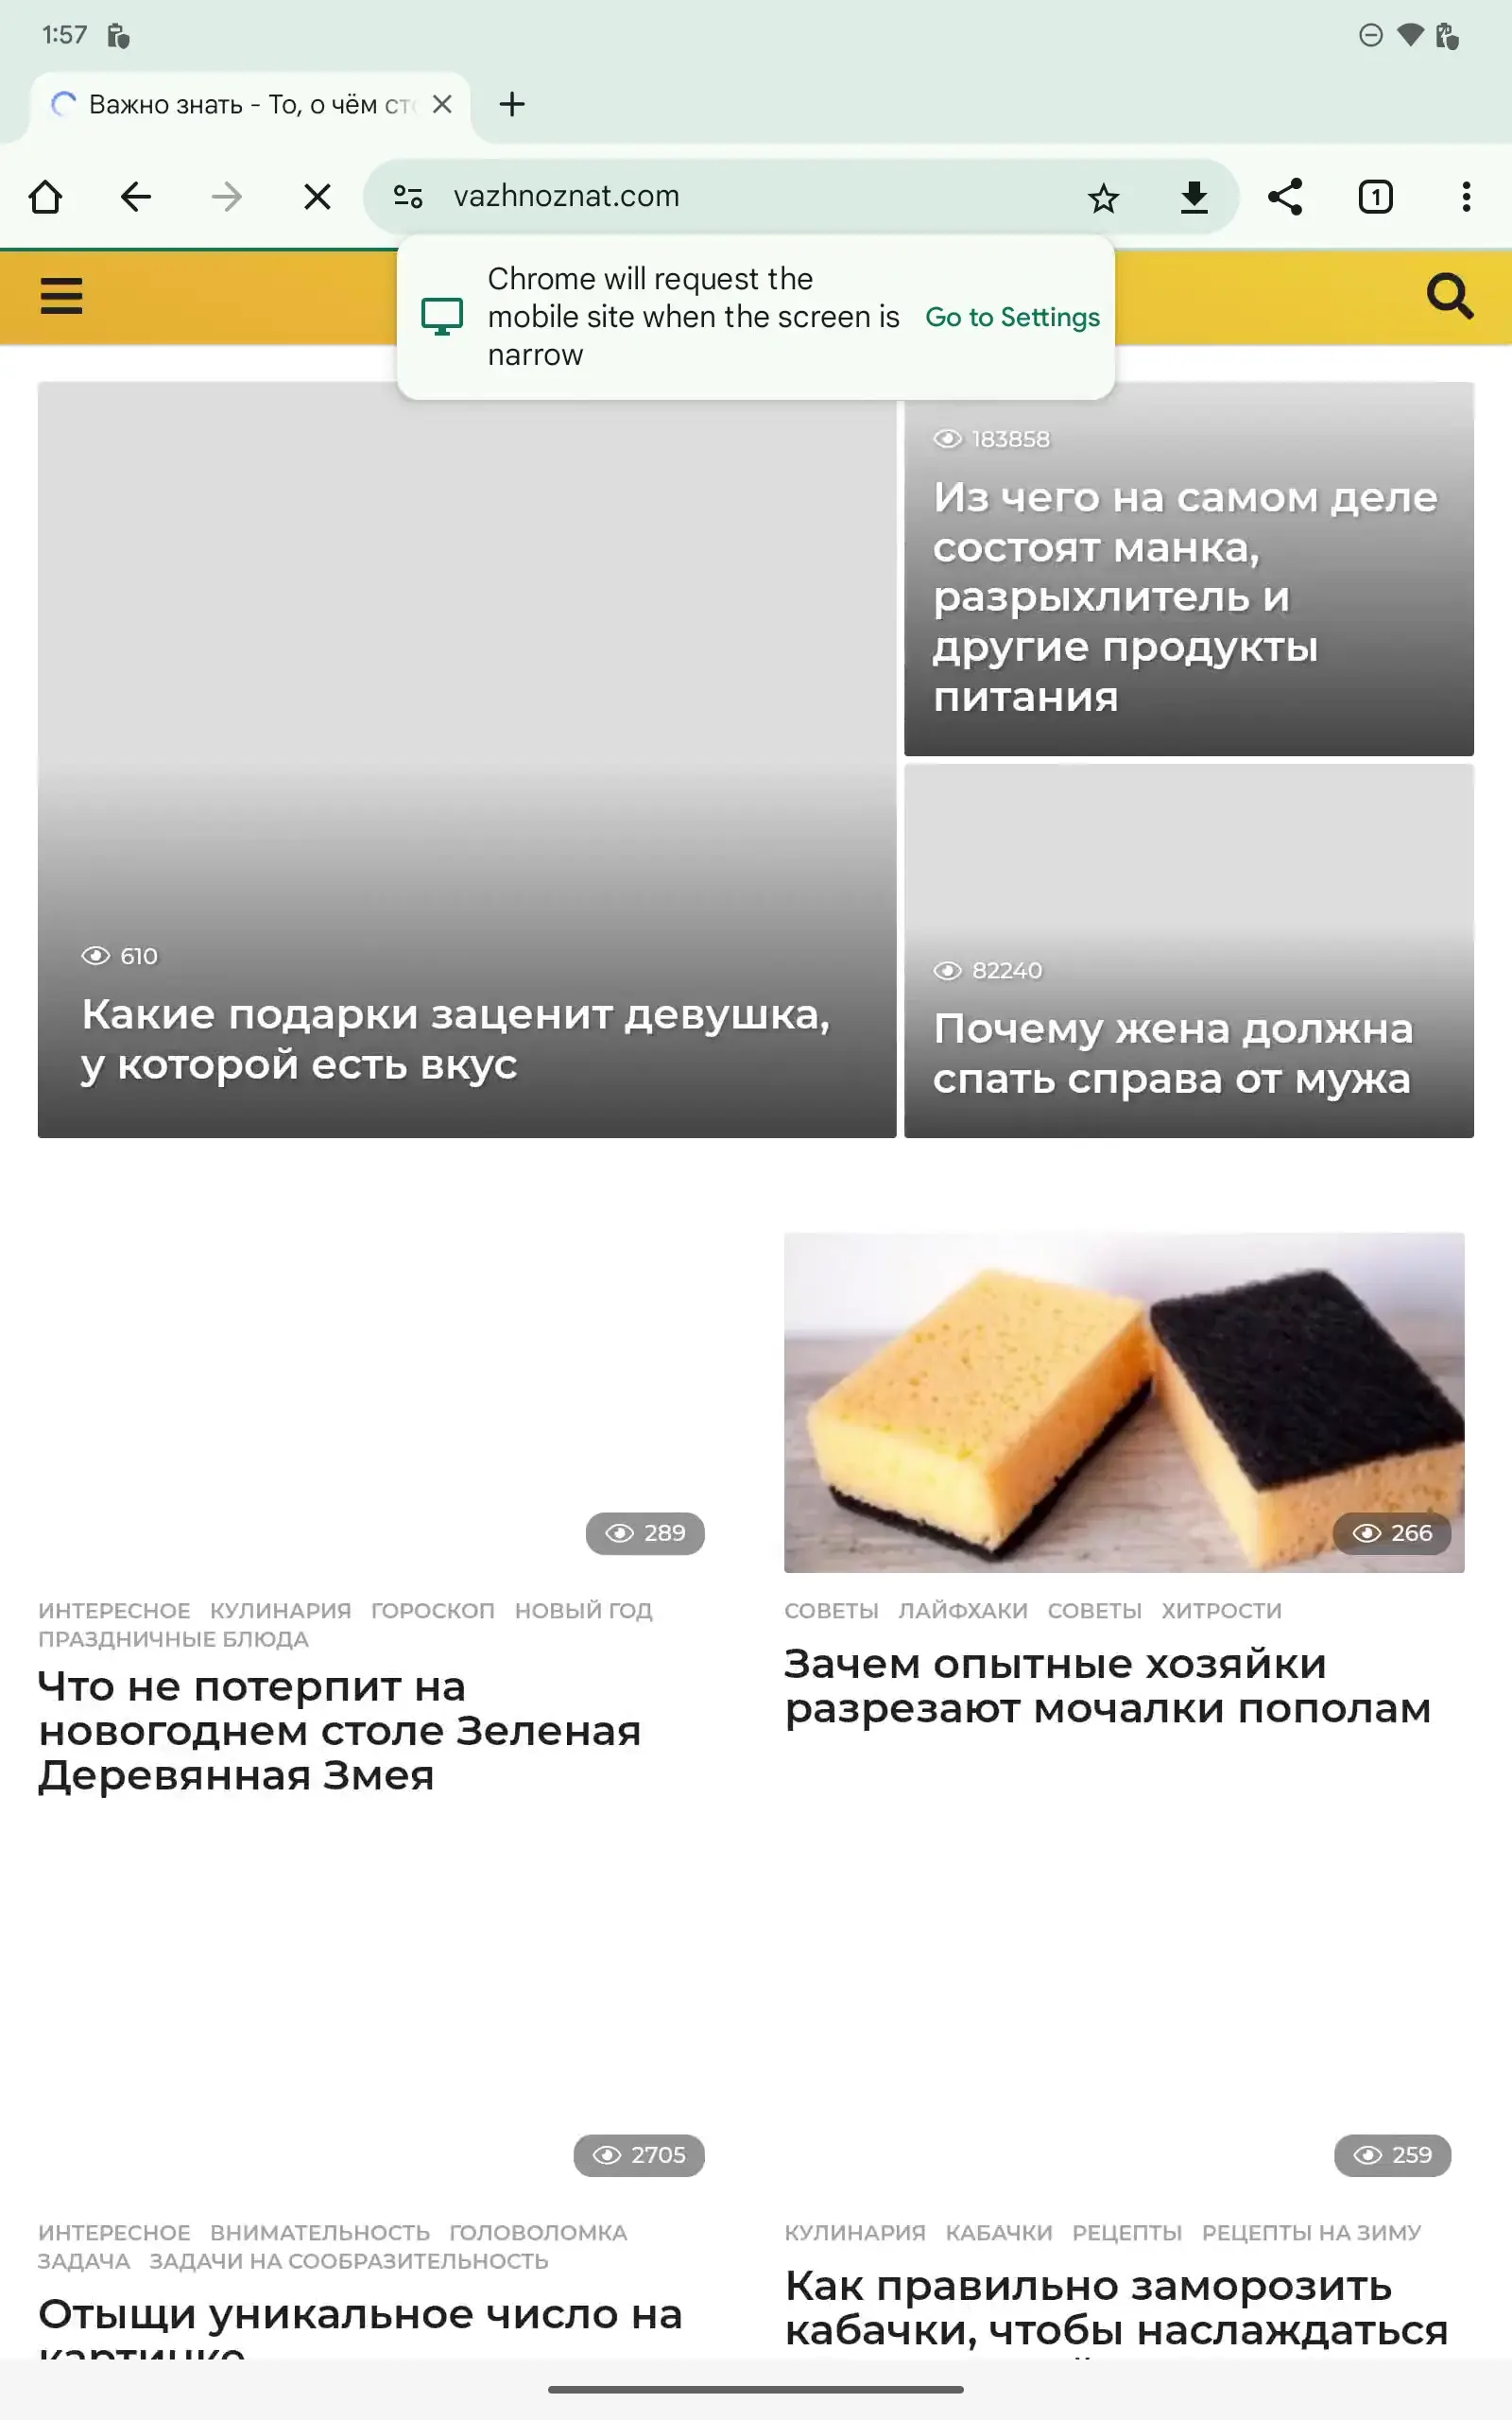 1:57
Важно знать - То, о чём
vazhnoznat.com
1
Chrome will request the
mobile site when the screen is
narrow
Go to Settings
183858
Из чего на самом деле
состоят манка,
разрыхлитель и
другие продукты
питания
610
Какие подарки заценит девушка,
у которой есть вкус
82240
Почему жена должна
спать справа от мужа
289
ИНТЕРЕСНОЕ КУЛИНАРИЯ ГОРОСКОП НОВЫЙ ГОД
ПРАЗДНИЧНЫЕ БЛЮДА
Что не потерпит на
новогоднем столе Зеленая
Деревянная Змея
266
СОВЕТЫ ЛАЙФХАКИ СОВЕТЫ ХИТРОСТИ
Зачем опытные хозяйки
разрезают мочалки пополам
2705
ИНТЕРЕСНОЕ ВНИМАТЕЛЬНОСТЬ ГОЛОВОЛОМКА
ЗАДАЧА ЗАДАЧИ НА СООБРАЗИТЕЛЬНОСТЬ
Отыщи уникальное число на
картинке
259
КУЛИНАРИЯ КАБАЧКИ РЕЦЕПТЫ РЕЦЕПТЫ НА ЗИМУ
Как правильно заморозить
кабачки, чтобы наслаждаться